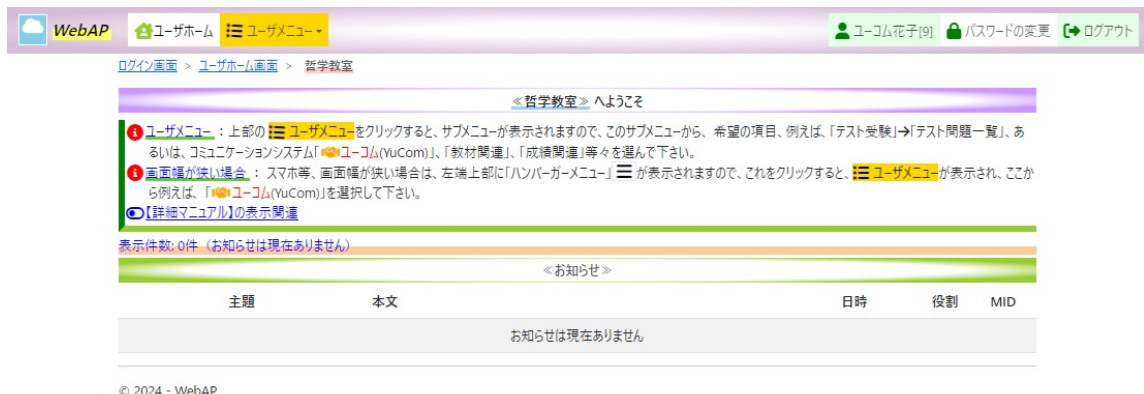 WebAP ユーザホーム ユーザメニュー ユーコム花子[9] パスワードの変更 ログアウト
ログイン画面 > ユーザホーム画面 > 哲学教室
≪哲学教室≫ へようこそ
ユーザメニュー : 上部の ユーザメニューをクリックすると、サブメニューが表示されますので、このサブメニューから、 希望の項目、例えば、「テスト受験」→「テスト問題一覧」、あ
るいは、コミュニケーションシステム「ユーコム(YuCom)」、「教材関連」、「成績関連」等々を選んで下さい。
画面幅が狭い場合 : スマホ等、画面幅が狭い場合は、左端上部に「ハンバーガーメニュー」 ☰ が表示されますので、これをクリックすると、 ユーザメニューが表示され、ここか
ら例えば、「ユーコム(YuCom)」を選択して下さい。
【詳細マニュアル】の表示関連
表示件数: 0件 (お知らせは現在ありません)
≪お知らせ≫
主題 本文 日時 役割 MID
お知らせは現在ありません
© 2024 - WebAP